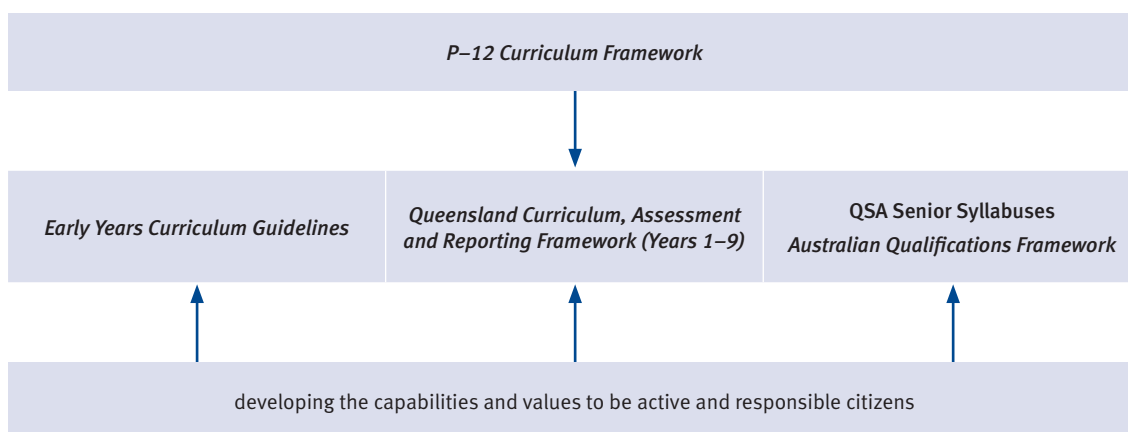 P–12 Curriculum Framework
Early Years Curriculum Guidelines
Queensland Curriculum, Assessment
and Reporting Framework (Years 1–9)
QSA Senior Syllabuses
Australian Qualifications Framework
developing the capabilities and values to be active and responsible citizens